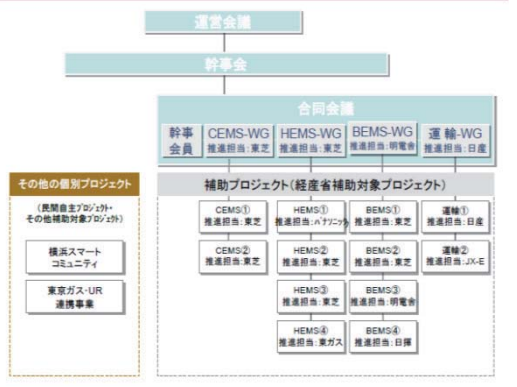 運営会議
幹事会
合同会議
幹事
会員
CEMS-WG
推進担当:東芝
HEMS-WG
推進担当:東芝
BEMS-WG
推進担当:明電舎
運輸-WG
推進担当:日産
その他の個別プロジェクト
(民間自主プロジェクト・
その他補助対象プロジェクト)
横浜スマート
コミュニティ
東京ガス・UR
連携事業
補助プロジェクト(経産省補助対象プロジェクト)
CEMS①
推進担当:東芝
HEMS①
推進担当:パナソニック
BEMS①
推進担当:東芝
運輸①
推進担当:日産
CEMS②
推進担当:東芝
HEMS②
推進担当:東芝
BEMS②
推進担当:東芝
運輸②
推進担当:JX-E
HEMS③
推進担当:東芝
BEMS③
推進担当:明電舎
HEMS④
推進担当:東ガス
BEMS④
推進担当:日揮